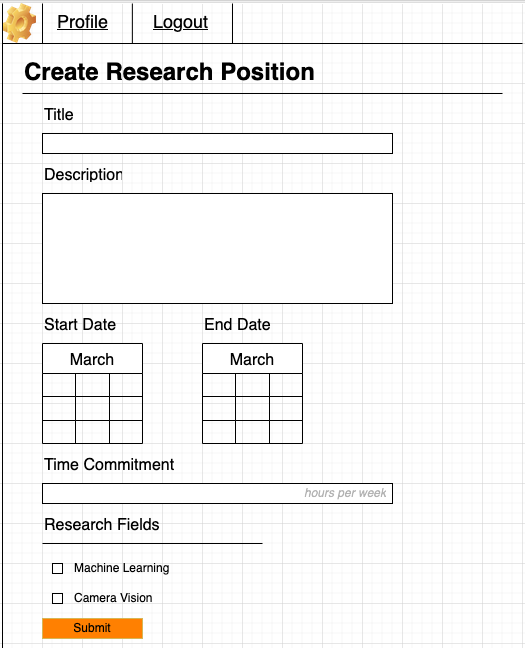 Profile
Logout
Create Research Position
Title
Description
Start Date
End Date
March
March
Time Commitment
hours per week
Research Fields
Machine Learning
Camera Vision
Submit